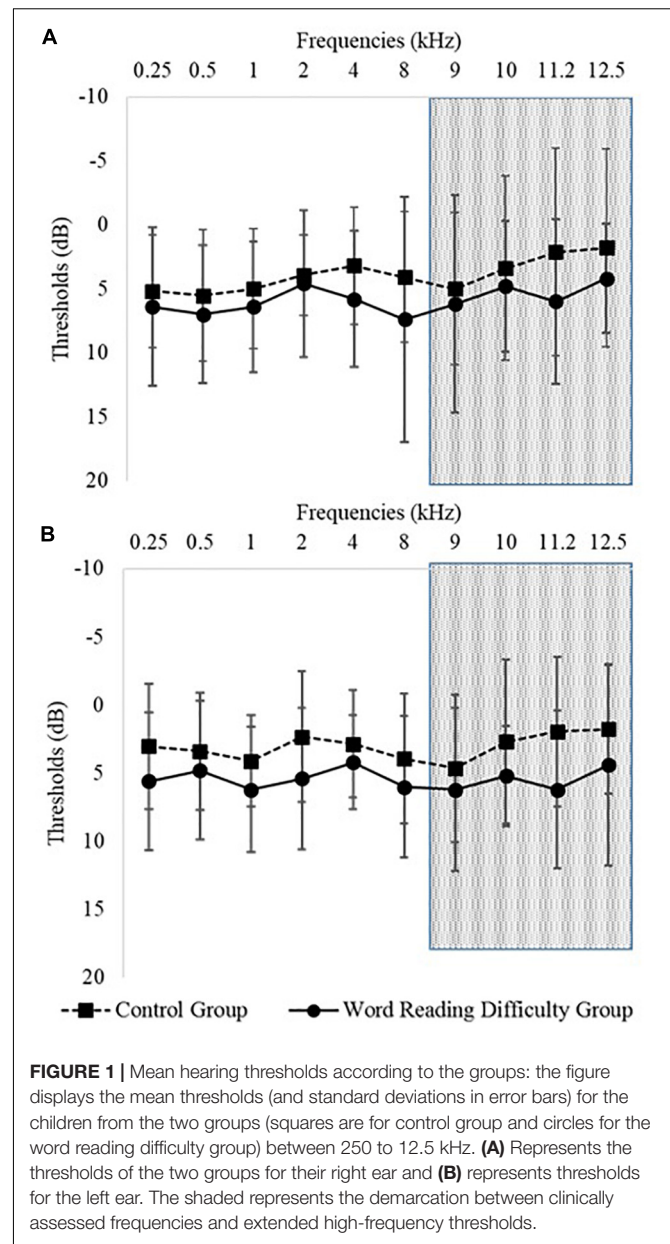 A
Frequencies (kHz)
0.25 0.5 1 2 4 8 9 10 11.2 12.5
-10
-5
0
5
10
15
20
Thresholds (dB)
B
Frequencies (kHz)
0.25 0.5 1 2 4 8 9 10 11.2 12.5
-10
-5
0
5
10
15
20
Thresholds (dB)
Control Group Word Reading Difficulty Group
FIGURE 1 | Mean hearing thresholds according to the groups: the figure
displays the mean thresholds (and standard deviations in error bars) for the
children from the two groups (squares are for control group and circles for the
word reading difficulty group) between 250 to 12.5 kHz. (A) Represents the
thresholds of the two groups for their right ear and (B) represents thresholds
for the left ear. The shaded represents the demarcation between clinically
assessed frequencies and extended high-frequency thresholds.